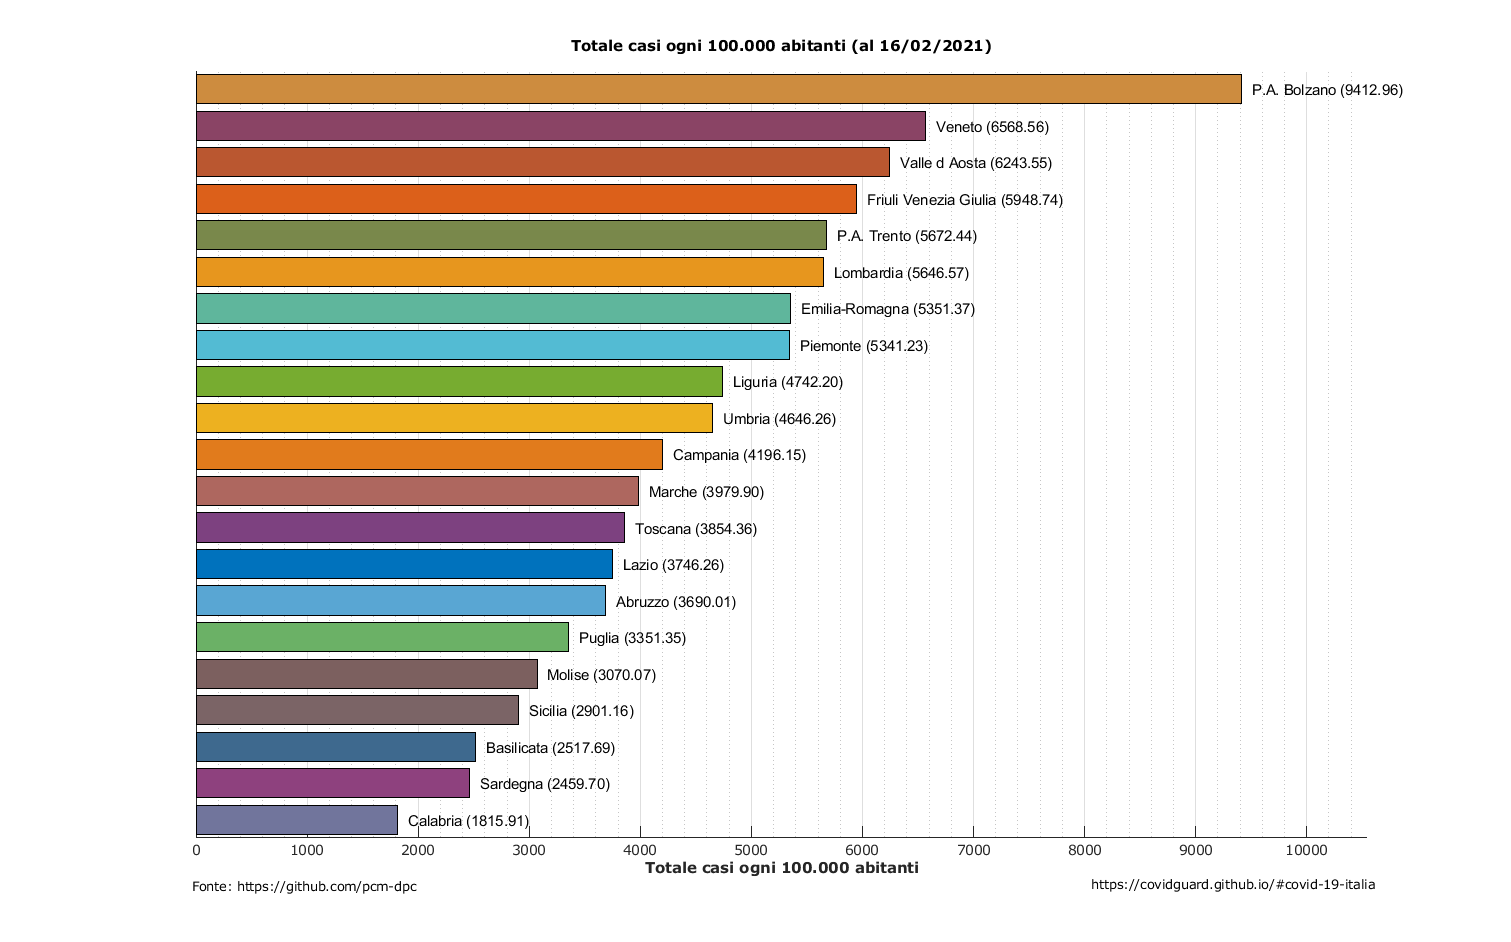 Totale casi ogni 100.000 abitanti (al 16/02/2021)
P.A. Bolzano (9412.96)
Veneto (6568.56)
Valle d Aosta (6243.55)
Friuli Venezia Giulia (5948.74)
P.A. Trento (5672.44)
Lombardia (5646.57)
Emilia-Romagna (5351.37)
Piemonte (5341.23)
Liguria (4742.20)
Umbria (4646.26)
Campania (4196.15)
Marche (3979.90)
Toscana (3854.36)
Lazio (3746.26)
Abruzzo (3690.01)
Puglia (3351.35)
Molise (3070.07)
Sicilia (2901.16)
Basilicata (2517.69)
Sardegna (2459.70)
Calabria (1815.91)
0 1000 2000 3000 4000 5000 6000 7000 8000 9000 10000
Totale casi ogni 100.000 abitanti
Fonte: https://github.com/pcm-dpc
https://covidguard.github.io/#covid-19-italia